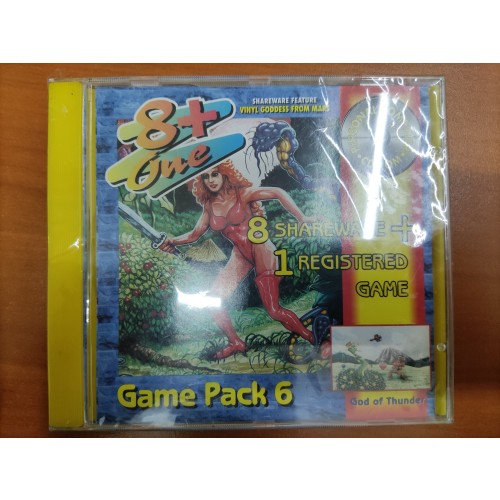 8+
One
SHAREWARE FEATURE
VINYL GODDESS FROM MARS
8 SHAREWARE +
1 REGISTERED
GAME
Game Pack 6
God of Thunder